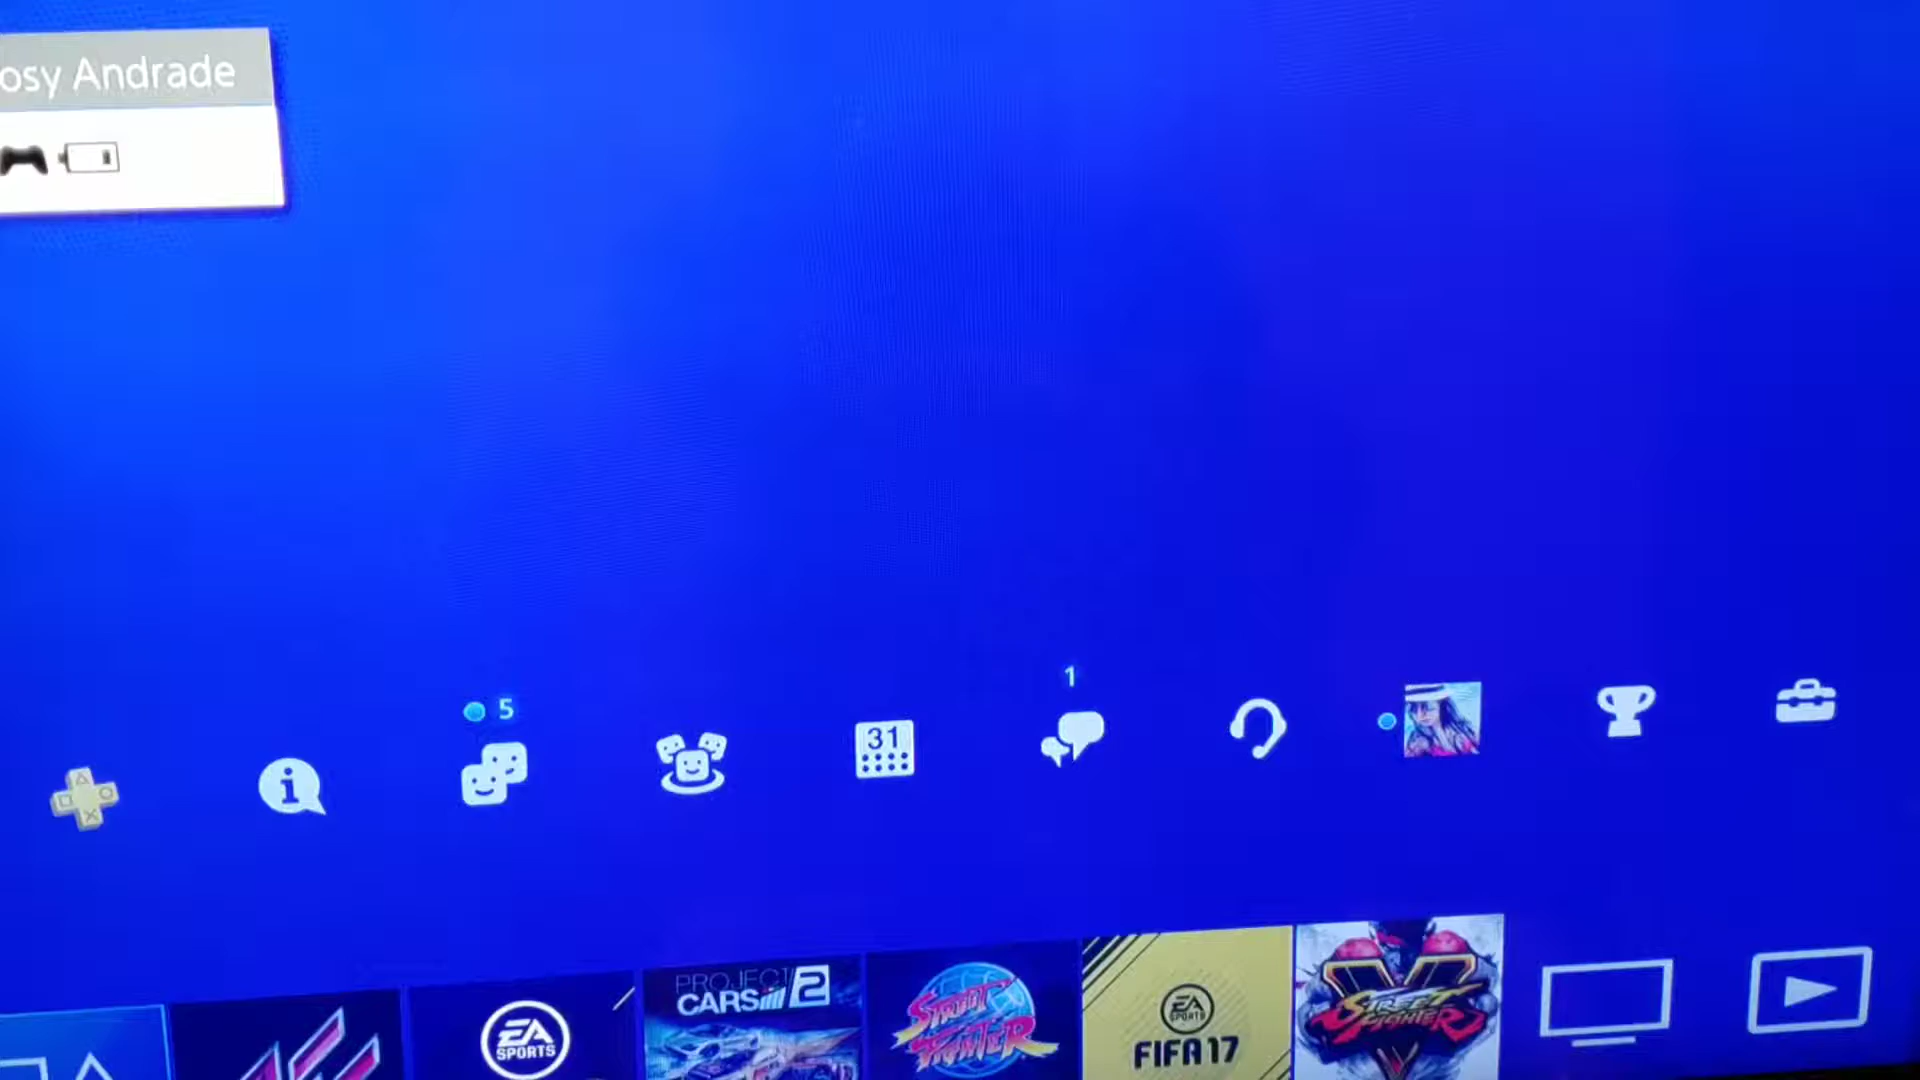 osy Andrade
5
1
31
PROJECT
CARS 2
EA
SPORTS
STREET
FIGHTER
EA
SPORTS
FIFA 17
V
STREET
FIGHTER